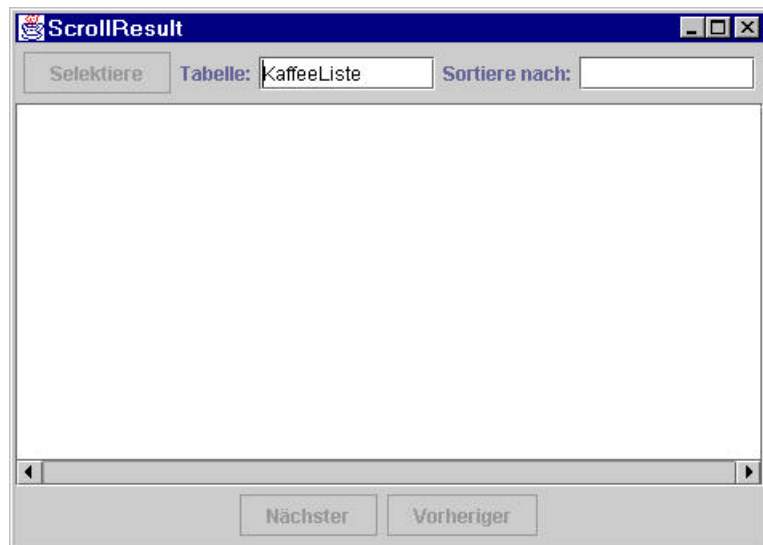 ScrollResult
Selektiere Tabelle: KaffeeListe Sortiere nach:
Nächster Vorheriger